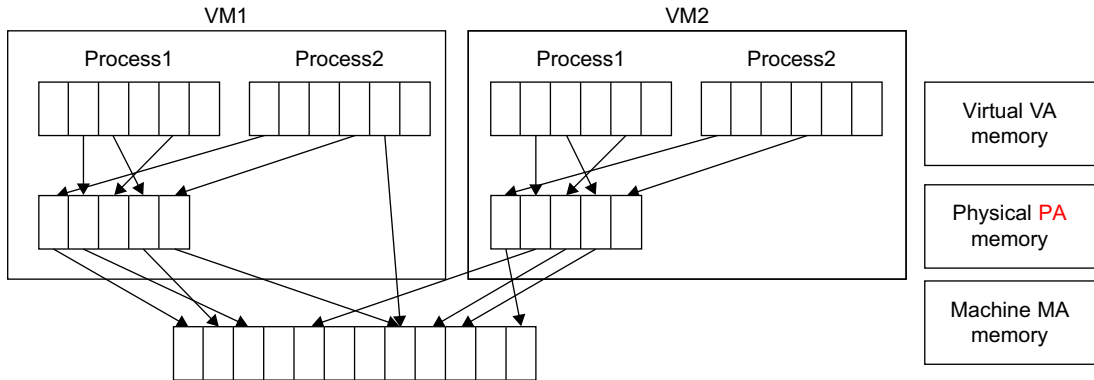 VM1
VM2
Process1
Process2
Process1
Process2
Virtual VA
memory
Physical PA
memory
Machine MA
memory